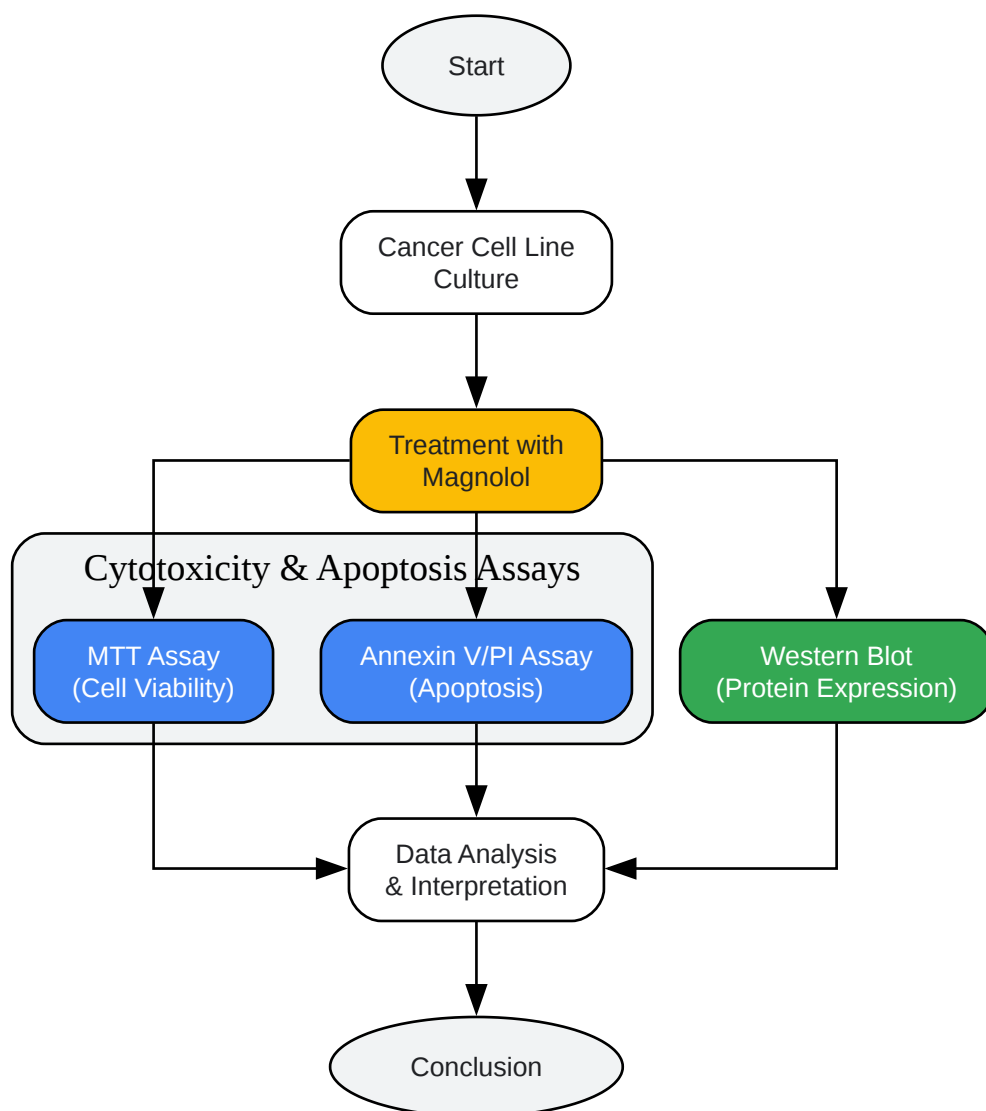 Start
Cancer Cell Line
Culture
Treatment with
Magnolol
Cytotoxicity & Apoptosis Assays
MTT Assay
(Cell Viability)
Annexin V/PI Assay
(Apoptosis)
Western Blot
(Protein Expression)
Data Analysis
& Interpretation
Conclusion